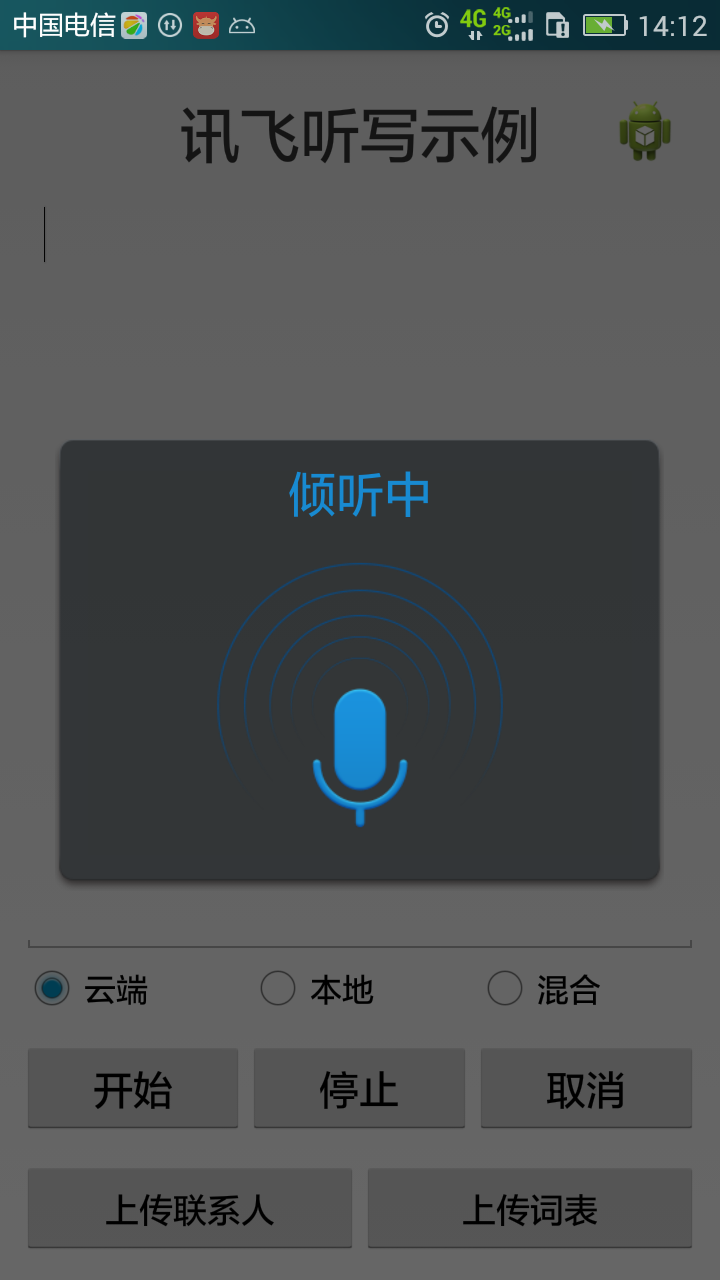 中国电信 4G 4G 2G 14:12
讯飞听写示例
倾听中
云端 本地 混合
开始 停止 取消
上传联系人 上传词表